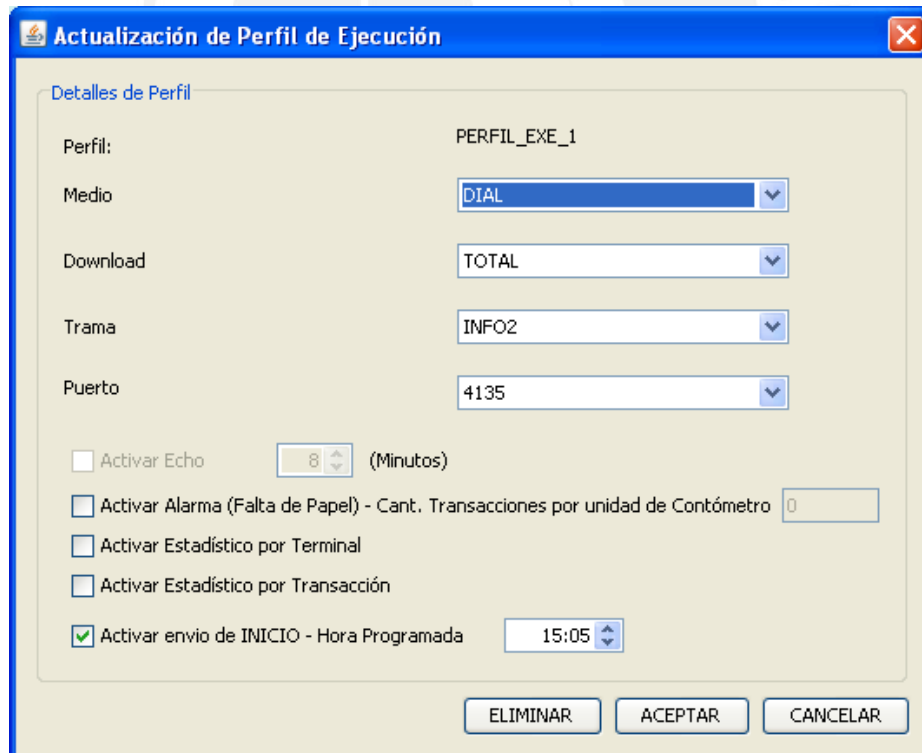 Actualización de Perfil de Ejecución
Detalles de Perfil
Perfil: PERFIL_EXE_1
Medio DIAL
Download TOTAL
Trama INFO2
Puerto 4135
Activar Echo 8 (Minutos)
Activar Alarma (Falta de Papel) - Cant. Transacciones por unidad de Contómetro 0
Activar Estadístico por Terminal
Activar Estadístico por Transacción
Activar envio de INICIO - Hora Programada 15:05
ELIMINAR ACEPTAR CANCELAR